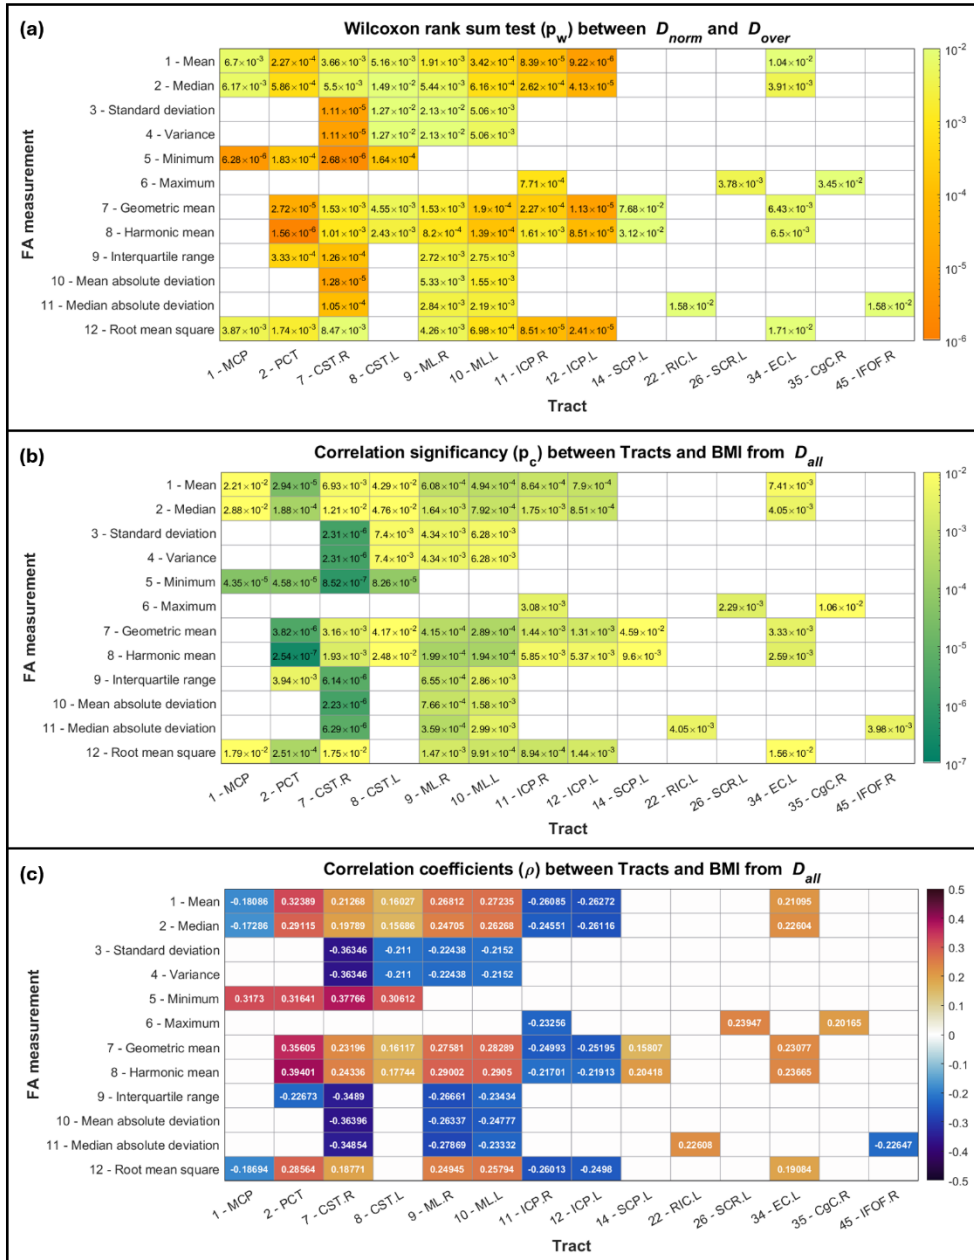 (a)
Wilcoxon rank sum test (p_w) between D_norm and D_over
FA measurement
1 - Mean 6.7×10^-3 2.27×10^-4 3.66×10^-3 5.16×10^-3 1.91×10^-3 3.42×10^-4 8.39×10^-5 9.22×10^-6 1.04×10^-2
2 - Median 6.17×10^-3 5.86×10^-4 5.5×10^-3 1.49×10^-2 5.44×10^-3 6.16×10^-4 2.62×10^-4 4.13×10^-5 3.91×10^-3
3 - Standard deviation 1.11×10^-5 1.27×10^-2 2.13×10^-2 5.06×10^-3
4 - Variance 1.11×10^-5 1.27×10^-2 2.13×10^-2 5.06×10^-3
5 - Minimum 6.28×10^-6 1.83×10^-4 2.68×10^-6 1.64×10^-4
6 - Maximum 7.71×10^-4 3.78×10^-3 3.45×10^-2
7 - Geometric mean 2.72×10^-5 1.53×10^-3 4.55×10^-3 1.53×10^-3 1.9×10^-4 2.27×10^-4 1.13×10^-5 7.68×10^-2 6.43×10^-3
8 - Harmonic mean 1.56×10^-6 1.01×10^-3 2.43×10^-3 8.2×10^-4 1.39×10^-4 1.61×10^-3 8.51×10^-5 3.12×10^-2 6.5×10^-3
9 - Interquartile range 3.33×10^-4 1.26×10^-4 2.72×10^-3 2.75×10^-3
10 - Mean absolute deviation 1.28×10^-5 5.33×10^-3 1.55×10^-3
11 - Median absolute deviation 1.05×10^-4 2.84×10^-3 2.19×10^-3 1.58×10^-2 1.58×10^-2
12 - Root mean square 3.87×10^-3 1.74×10^-3 8.47×10^-3 4.26×10^-3 6.98×10^-4 8.51×10^-5 2.41×10^-5 1.71×10^-2
1 - MCP 2 - PCT 7 - CST.R 8 - CST.L 9 - ML.R 10 - ML.L 11 - ICP.R 12 - ICP.L 14 - SCP.L 22 - RIC.L 26 - SCR.L 34 - EC.L 35 - CgC.R 45 - IFOF.R
Tract
10^-2
10^-3
10^-4
10^-5
10^-6
(b)
Correlation significancy (p_c) between Tracts and BMI from D_all
FA measurement
1 - Mean 2.21×10^-2 2.94×10^-5 6.93×10^-3 4.29×10^-2 6.08×10^-4 4.94×10^-4 8.64×10^-4 7.9×10^-4 7.41×10^-3
2 - Median 2.88×10^-2 1.88×10^-4 1.21×10^-2 4.76×10^-2 1.64×10^-3 7.92×10^-4 1.75×10^-3 8.51×10^-4 4.05×10^-3
3 - Standard deviation 2.31×10^-6 7.4×10^-3 4.34×10^-3 6.28×10^-3
4 - Variance 2.31×10^-6 7.4×10^-3 4.34×10^-3 6.28×10^-3
5 - Minimum 4.35×10^-5 4.58×10^-5 8.52×10^-7 8.26×10^-5
6 - Maximum 3.08×10^-3 2.29×10^-3 1.06×10^-2
7 - Geometric mean 3.82×10^-6 3.16×10^-3 4.17×10^-2 4.15×10^-4 2.89×10^-4 1.44×10^-3 1.31×10^-3 4.59×10^-2 3.33×10^-3
8 - Harmonic mean 2.54×10^-7 1.93×10^-3 2.48×10^-2 1.99×10^-4 1.94×10^-4 5.85×10^-3 5.37×10^-3 9.6×10^-3 2.59×10^-3
9 - Interquartile range 3.94×10^-3 6.14×10^-6 6.55×10^-4 2.86×10^-3
10 - Mean absolute deviation 2.23×10^-6 7.66×10^-4 1.58×10^-3
11 - Median absolute deviation 6.29×10^-6 3.59×10^-4 2.99×10^-3 4.05×10^-3 3.98×10^-3
12 - Root mean square 1.79×10^-2 2.51×10^-4 1.75×10^-2 1.47×10^-3 9.91×10^-4 8.94×10^-4 1.44×10^-3 1.56×10^-2
1 - MCP 2 - PCT 7 - CST.R 8 - CST.L 9 - ML.R 10 - ML.L 11 - ICP.R 12 - ICP.L 14 - SCP.L 22 - RIC.L 26 - SCR.L 34 - EC.L 35 - CgC.R 45 - IFOF.R
Tract
10^-2
10^-3
10^-4
10^-5
10^-6
10^-7
(c)
Correlation coefficients (ρ) between Tracts and BMI from D_all
FA measurement
1 - Mean -0.18086 0.32389 0.21268 0.16027 0.26812 0.27235 -0.26085 -0.26272 0.21095
2 - Median -0.17286 0.29115 0.19789 0.15686 0.24705 0.26268 -0.24551 -0.26116 0.22604
3 - Standard deviation -0.36346 -0.211 -0.22438 -0.2152
4 - Variance -0.36346 -0.211 -0.22438 -0.2152
5 - Minimum 0.3173 0.31641 0.37766 0.30612
6 - Maximum -0.23256 0.23947 0.20165
7 - Geometric mean 0.35605 0.23196 0.16117 0.27581 0.28289 -0.24993 -0.25195 0.15807 0.23077
8 - Harmonic mean 0.39401 0.24336 0.17744 0.29002 0.2905 -0.21701 -0.21913 0.20418 0.23665
9 - Interquartile range -0.22673 -0.3489 -0.26661 -0.23434
10 - Mean absolute deviation -0.36396 -0.26337 -0.24777
11 - Median absolute deviation -0.34854 -0.27869 -0.23332 0.22608 -0.22647
12 - Root mean square -0.18694 0.28564 0.18771 0.24945 0.25794 -0.26013 -0.2498 0.19084
1 - MCP 2 - PCT 7 - CST.R 8 - CST.L 9 - ML.R 10 - ML.L 11 - ICP.R 12 - ICP.L 14 - SCP.L 22 - RIC.L 26 - SCR.L 34 - EC.L 35 - CgC.R 45 - IFOF.R
Tract
0.5
0.4
0.3
0.2
0.1
0
-0.1
-0.2
-0.3
-0.4
-0.5